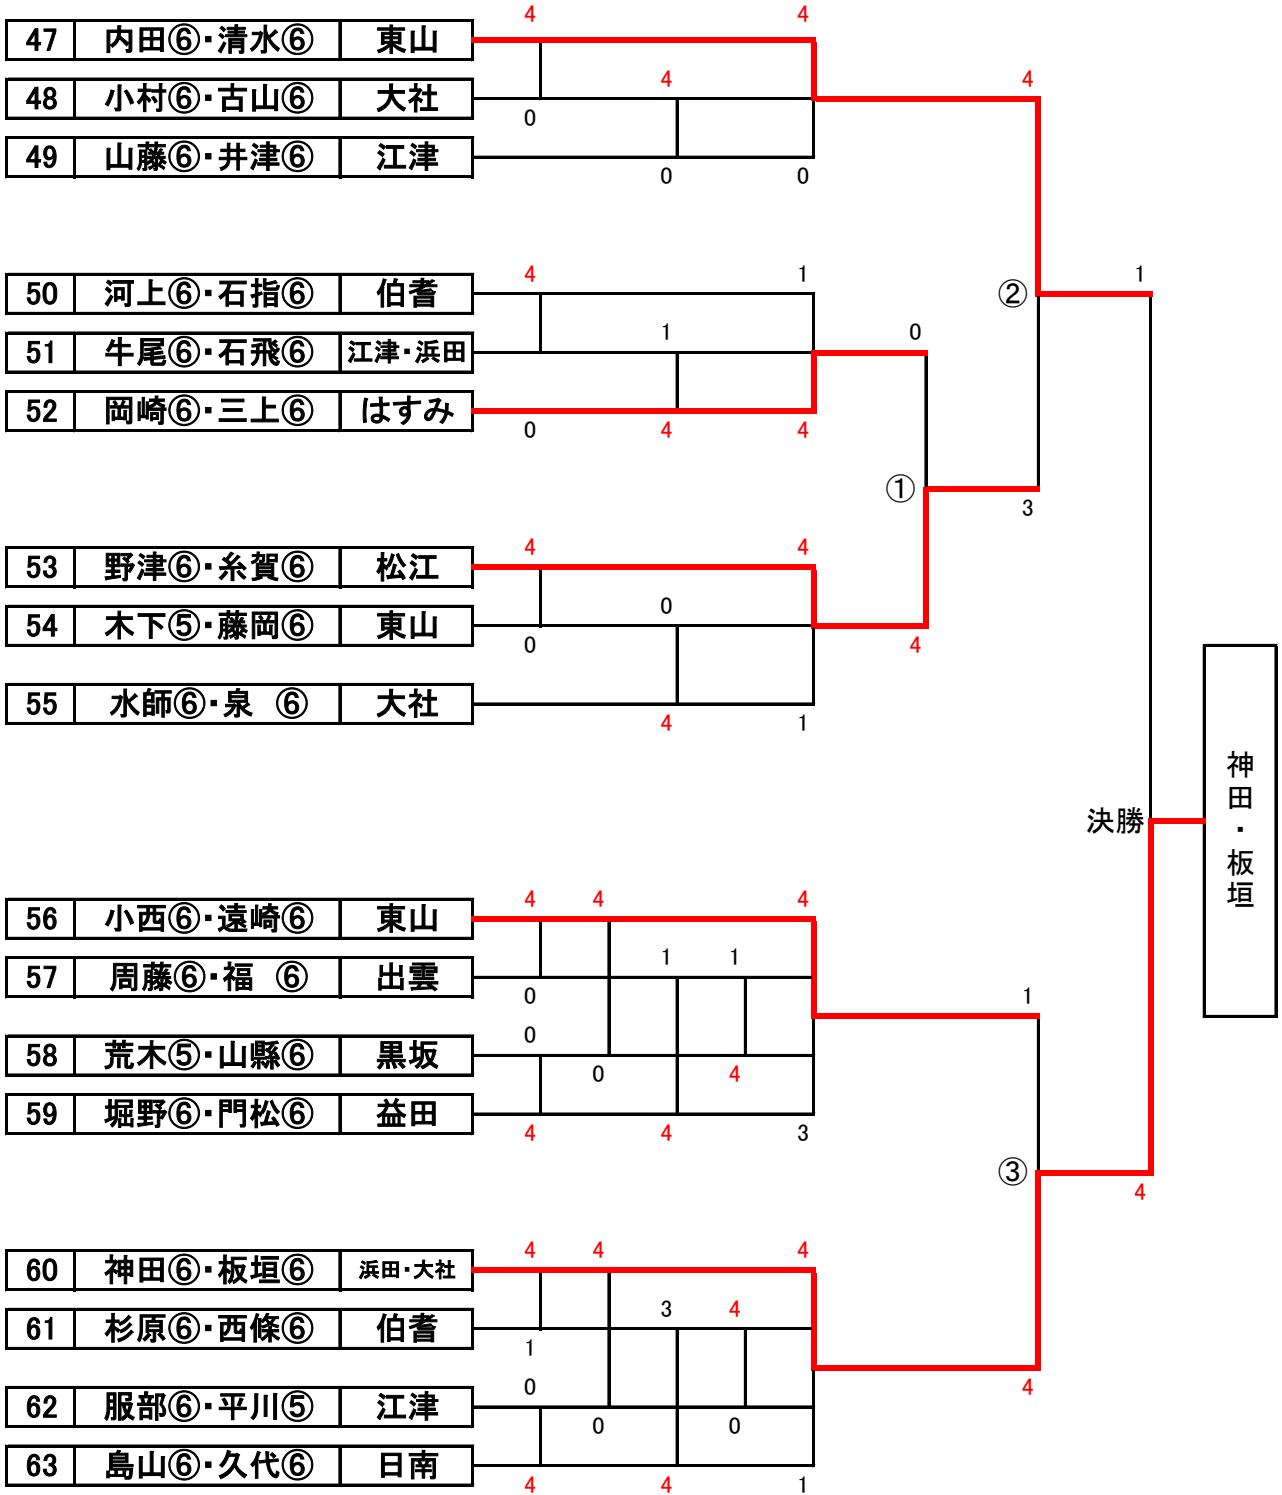 4 4
47 内田⑥・清水⑥ 東山
4 4
48 小村⑥・古山⑥ 大社
0
49 山藤⑥・井津⑥ 江津
0 0
4 1 1
50 河上⑥・石指⑥ 伯耆 ②
1 0
51 牛尾⑥・石飛⑥ 江津・浜田
52 岡崎⑥・三上⑥ はすみ
0 4 4
①
3
4 4
53 野津⑥・糸賀⑥ 松江
0
54 木下⑤・藤岡⑥ 東山
0 4
55 水師⑥・泉　⑥ 大社
4 1
神田・板垣
決勝
4 4 4
56 小西⑥・遠崎⑥ 東山
1 1
57 周藤⑥・福　⑥ 出雲
0 1
0
58 荒木⑤・山縣⑥ 黒坂
0 4
59 堀野⑥・門松⑥ 益田
4 4 3
③
4
4 4 4
60 神田⑥・板垣⑥ 浜田・大社
3 4
61 杉原⑥・西條⑥ 伯耆
1
0 4
62 服部⑥・平川⑤ 江津
0 0
63 島山⑥・久代⑥ 日南
4 4 1